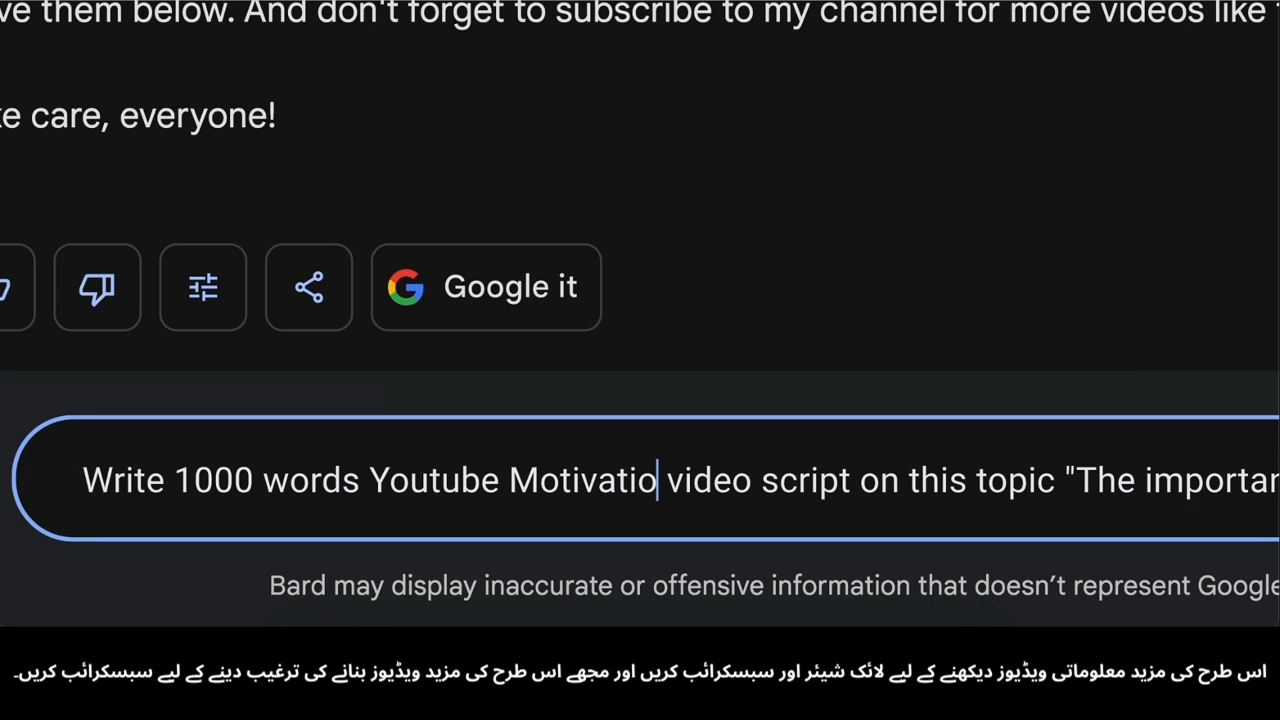 ve them below. And don't forget to subscribe to my channel for more videos like
care, everyone!
Google it
Write 1000 words Youtube Motivatio video script on this topic "The importan
Bard may display inaccurate or offensive information that doesn't represent Google
اس طرح کی مزید معلوماتی ویڈیوز دیکھنے کے لیے لائک شیئر اور سبسکرائب کریں اور مجھے اس طرح کی مزید ویڈیوز بنانے کی ترغیب دینے کے لیے سبسکرائب کریں۔